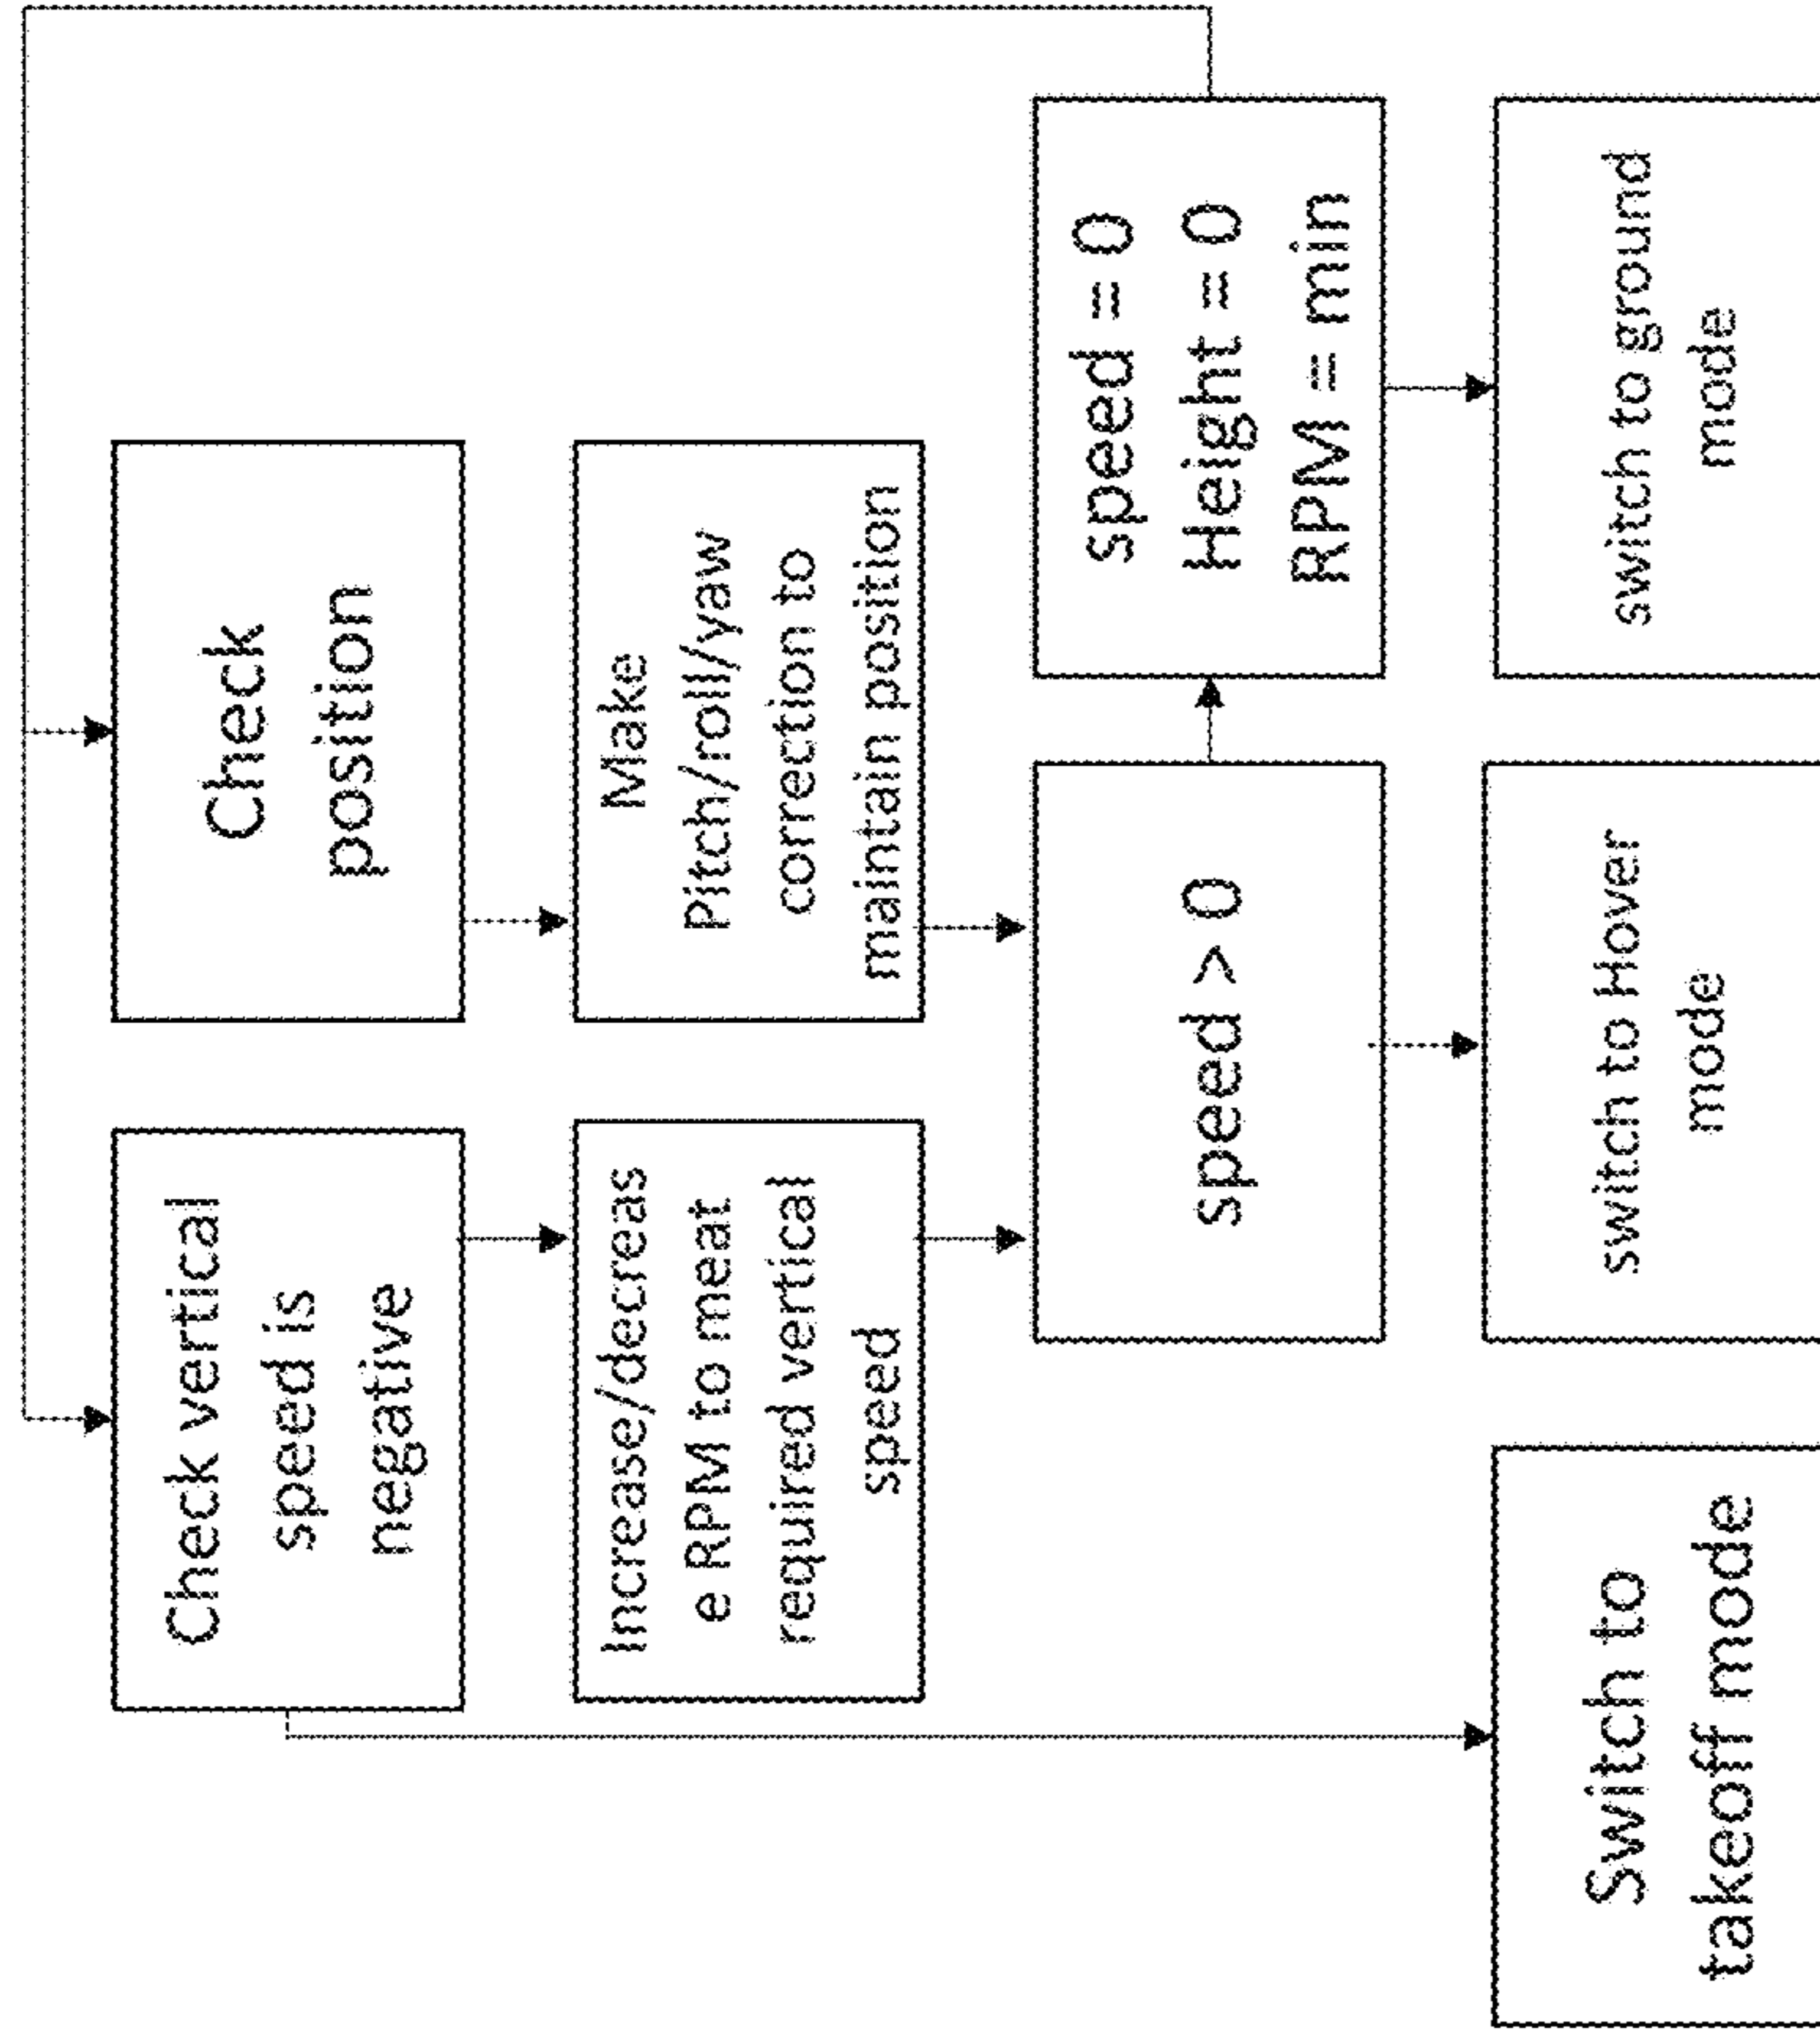 Check vertical
speed is
negative
Check
position
Increase/decreas
e RPM to meat
required vertical
speed
Make
Pitch/roll/yaw
correction to
maintain position
speed > 0
speed = 0
Height = 0
RPM = min
Switch to
takeoff mode
switch to Hover
mode
switch to ground
mode